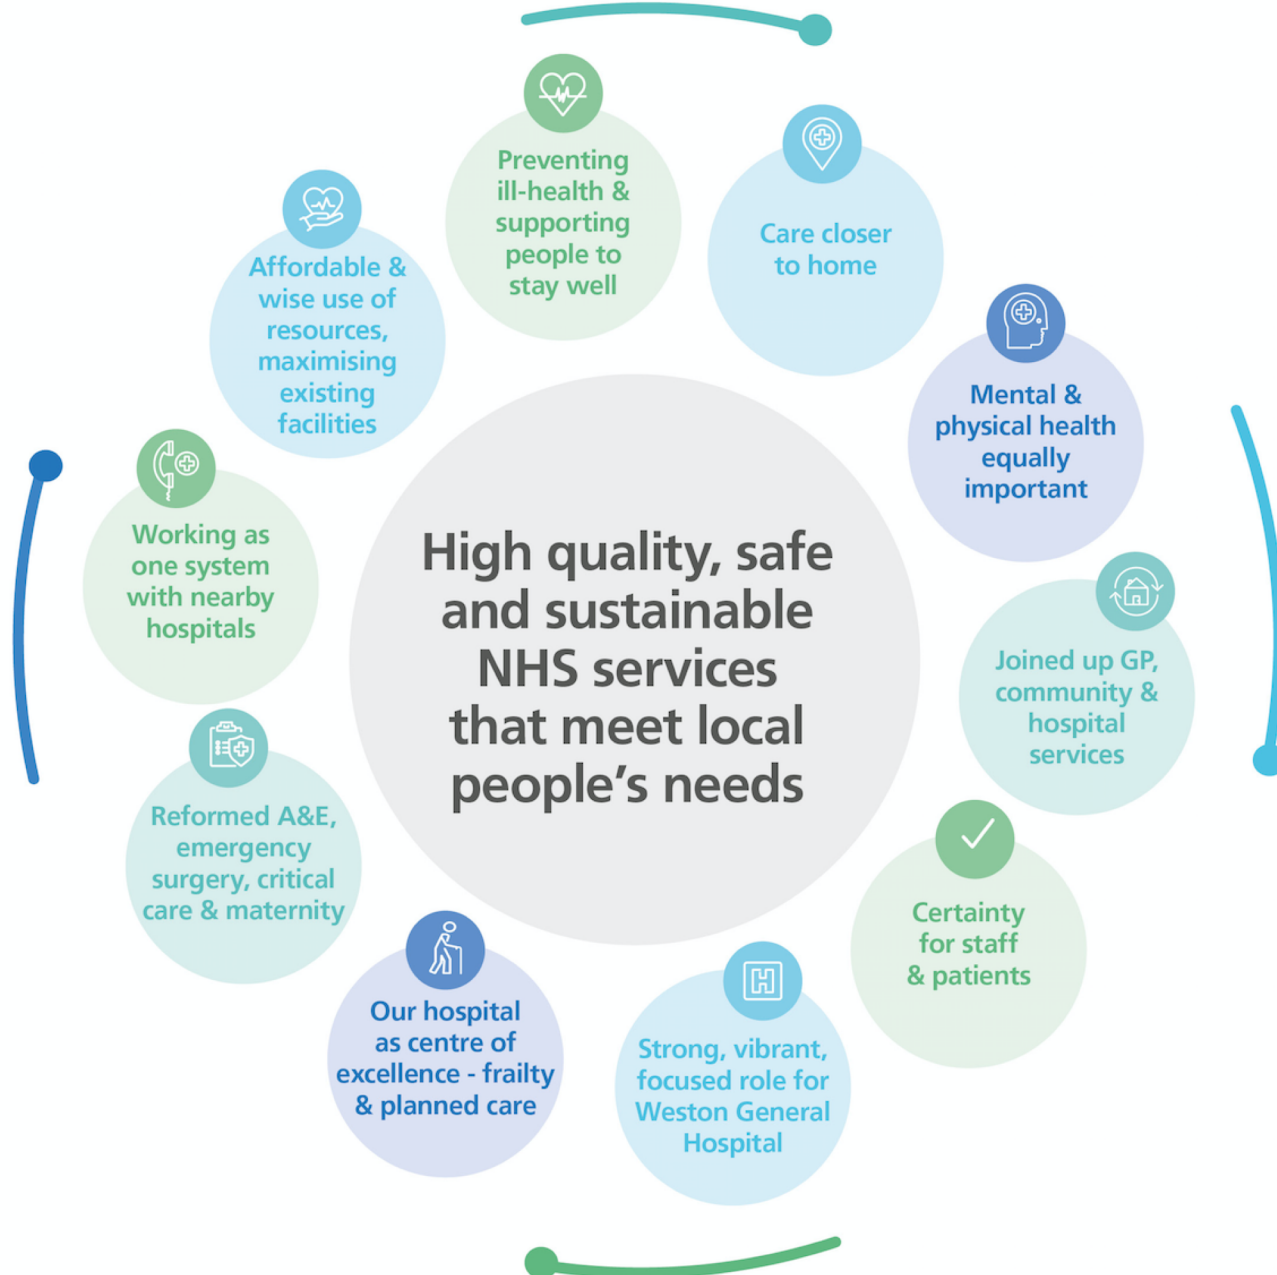 Preventing
ill-health &
supporting
people to
stay well
Care closer
to home
Mental &
physical health
equally
important
Joined up GP,
community &
hospital
services
Certainty
for staff
& patients
Strong, vibrant,
focused role for
Weston General
Hospital
Our hospital
as centre of
excellence - frailty
& planned care
Reformed A&E,
emergency
surgery, critical
care & maternity
Working as
one system
with nearby
hospitals
Affordable &
wise use of
resources,
maximising
existing
facilities
High quality, safe
and sustainable
NHS services
that meet local
people’s needs
H